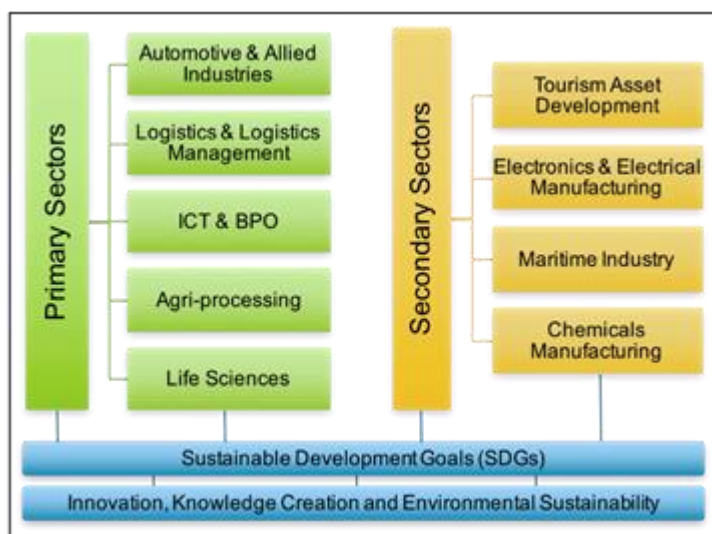 Primary Sectors
Automotive & Allied
Industries
Logistics & Logistics
Management
ICT & BPO
Agri-processing
Life Sciences
Secondary Sectors
Tourism Asset
Development
Electronics & Electrical
Manufacturing
Maritime Industry
Chemicals
Manufacturing
Sustainable Development Goals (SDGs)
Innovation, Knowledge Creation and Environmental Sustainability